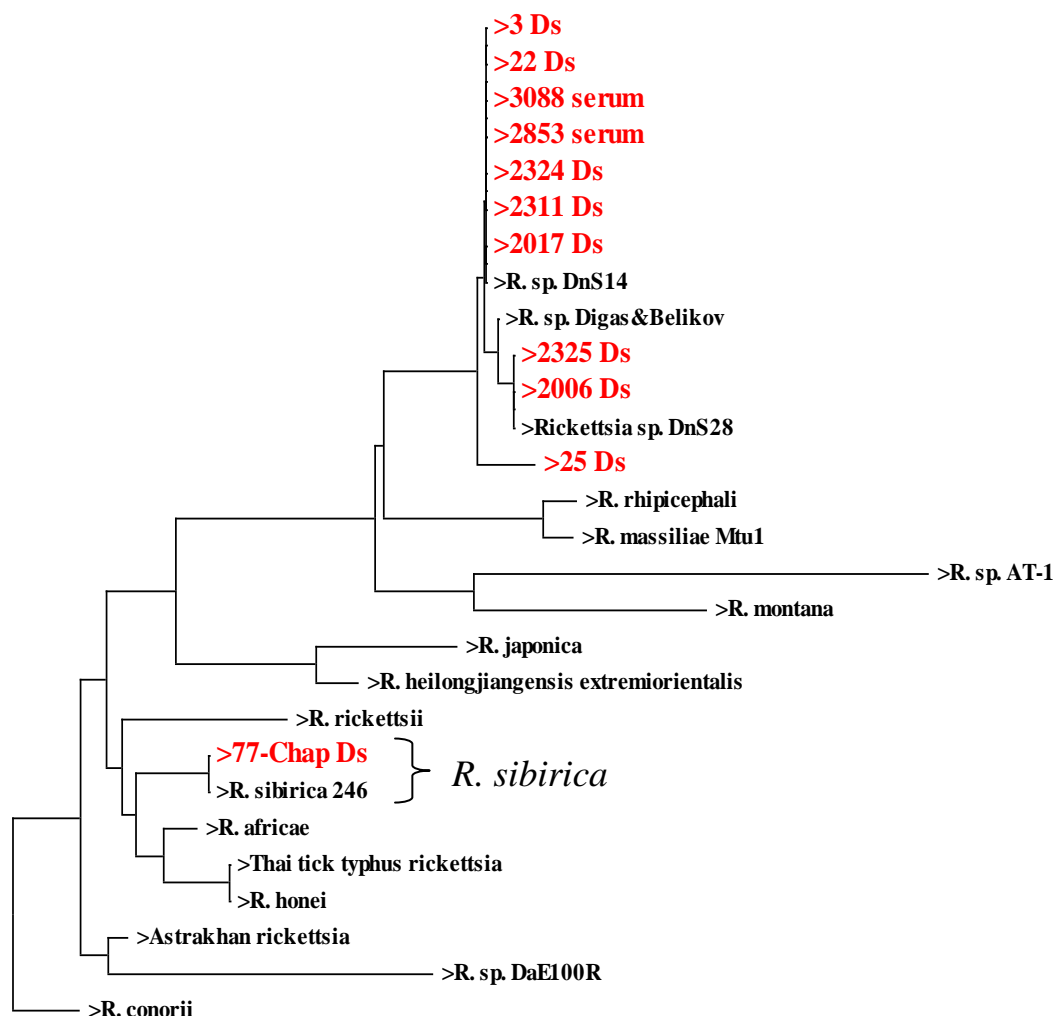 >3 Ds
>22 Ds
>3088 serum
>2853 serum
>2324 Ds
>2311 Ds
>2017 Ds
>R. sp. DnS14
>R. sp. Digas&Belikov
>2325 Ds
>2006 Ds
>Rickettsia sp. DnS28
>25 Ds
>R. rhipicephali
>R. massiliae Mtu1
>R. sp. AT-1
>R. montana
>R. japonica
>R. heilongjiangensis extremiorientalis
>R. rickettsii
>77-Chap Ds
R. sibirica
>R. sibirica 246
>R. africae
>Thai tick typhus rickettsia
>R. honei
>Astrakhan rickettsia
>R. sp. DaE100R
>R. conorii